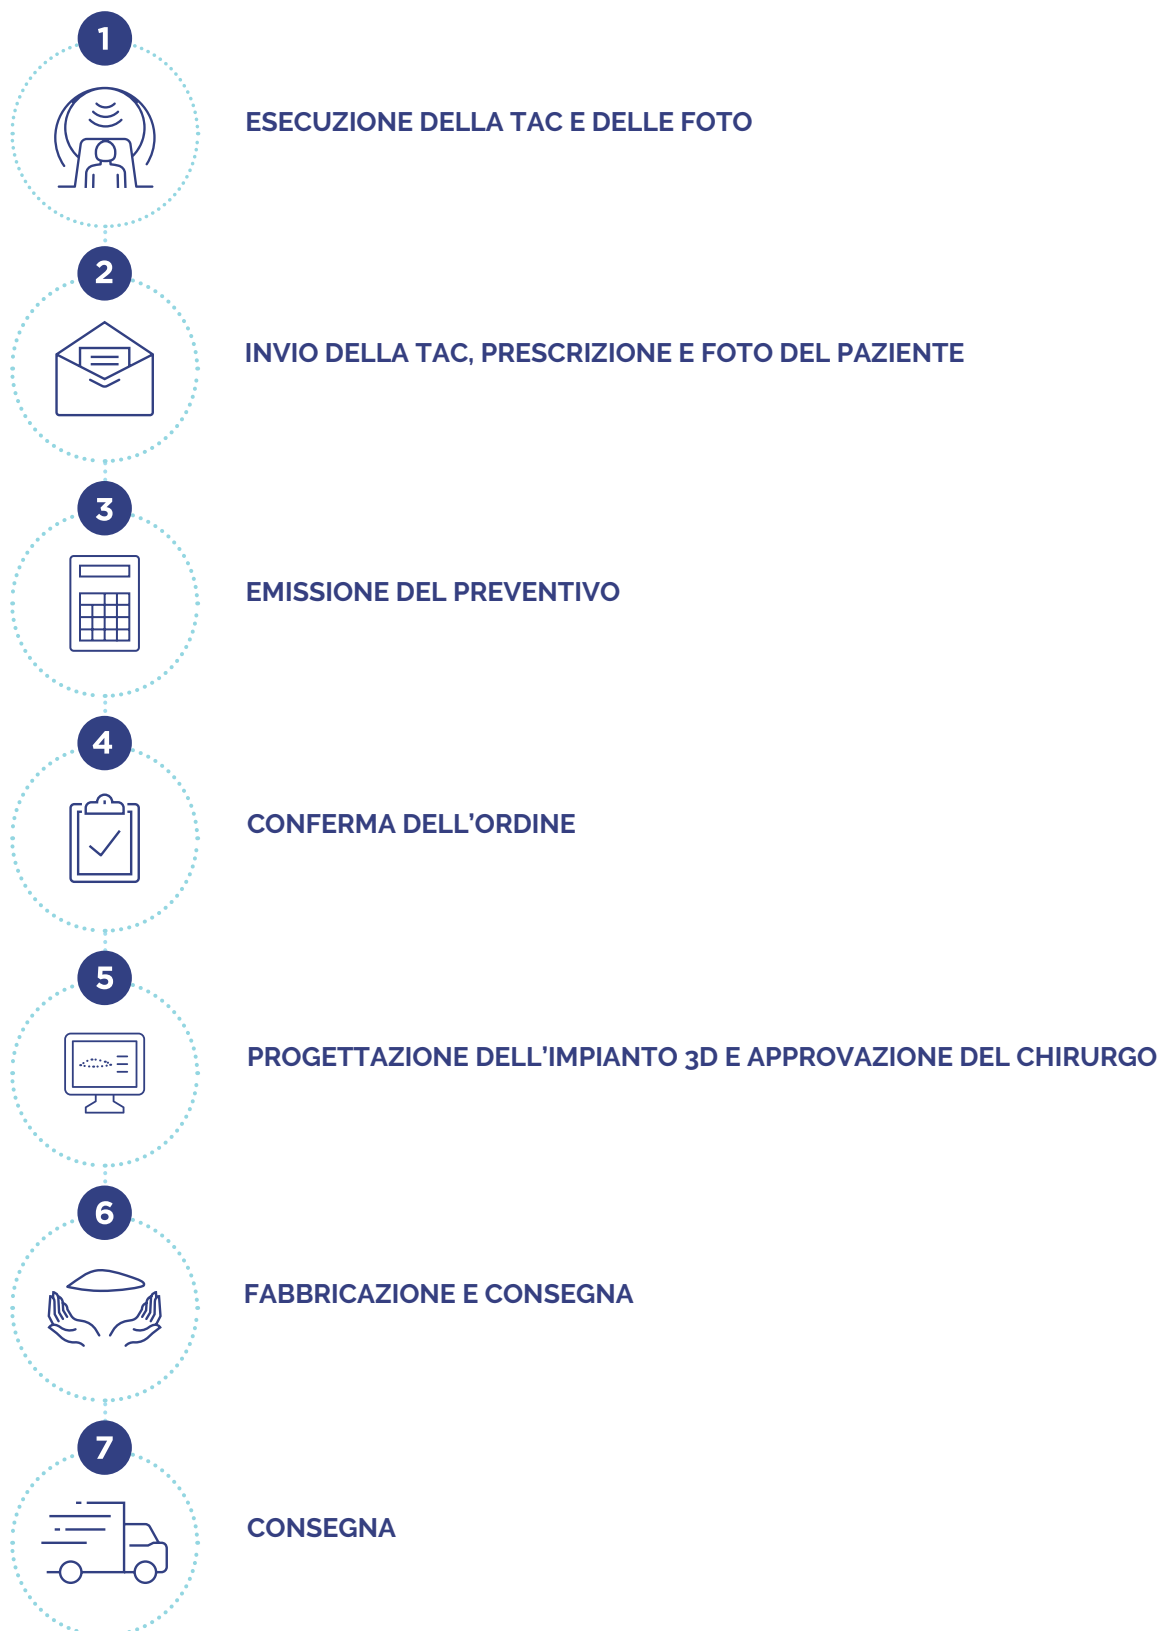 1
ESECUZIONE DELLA TAC E DELLE FOTO
2
INVIO DELLA TAC, PRESCRIZIONE E FOTO DEL PAZIENTE
3
EMISSIONE DEL PREVENTIVO
4
CONFERMA DELL’ORDINE
5
PROGETTAZIONE DELL’IMPIANTO 3D E APPROVAZIONE DEL CHIRURGO
6
FABBRICAZIONE E CONSEGNA
7
CONSEGNA